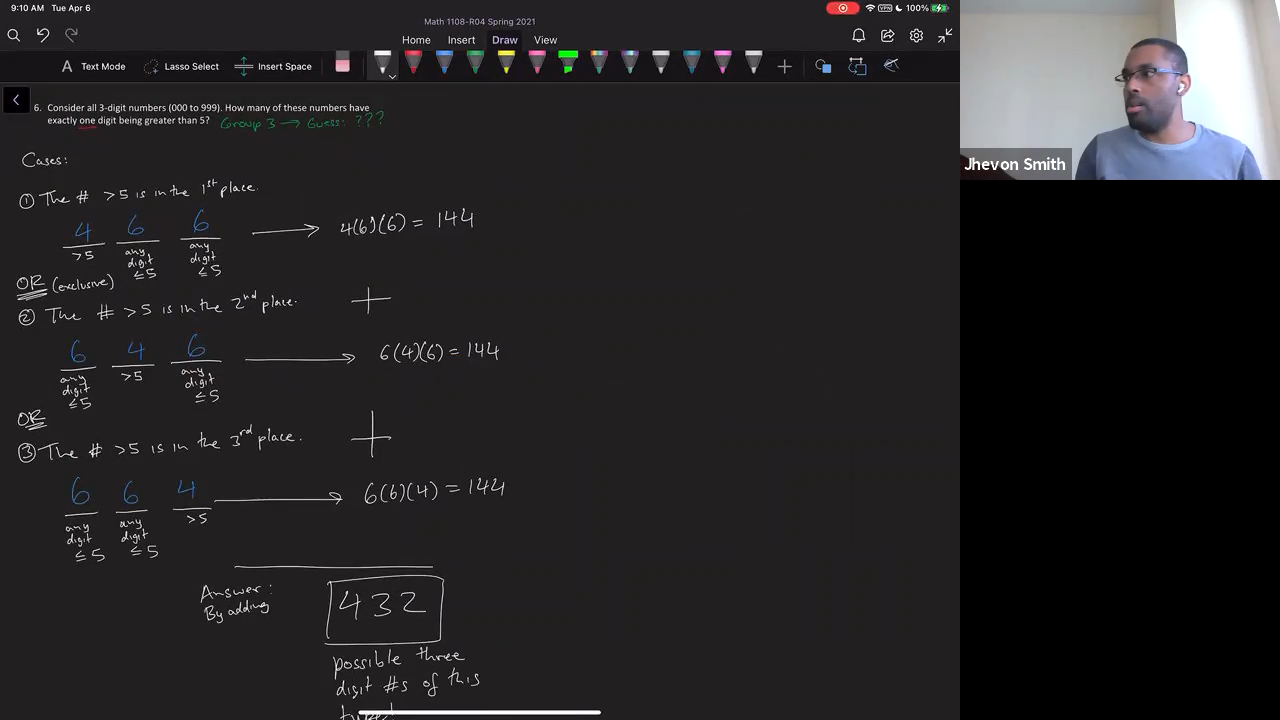 9:10 AM Tue Apr 6
VPN 100%
Math 1108-R04 Spring 2021
Home Insert Draw View
Text Mode Lasso Select Insert Space
6. Consider all 3-digit numbers (000 to 999). How many of these numbers have
exactly one digit being greater than 5? Group 3 → Guess: ???
Cases:
① The # >5 is in the 1st place.
4 6 6 → 4(6)(6) = 144
>5 any digit ≤5 any digit ≤5
OR (exclusive)
② The # >5 is in the 2nd place. +
6 4 6 → 6(4)(6) = 144
any digit ≤5 >5 any digit ≤5
OR
③ The # >5 is in the 3rd place. +
6 6 4 → 6(6)(4) = 144
any digit ≤5 any digit ≤5 >5
Answer:
By adding
432
possible three
digit #s of this
Jhevon Smith